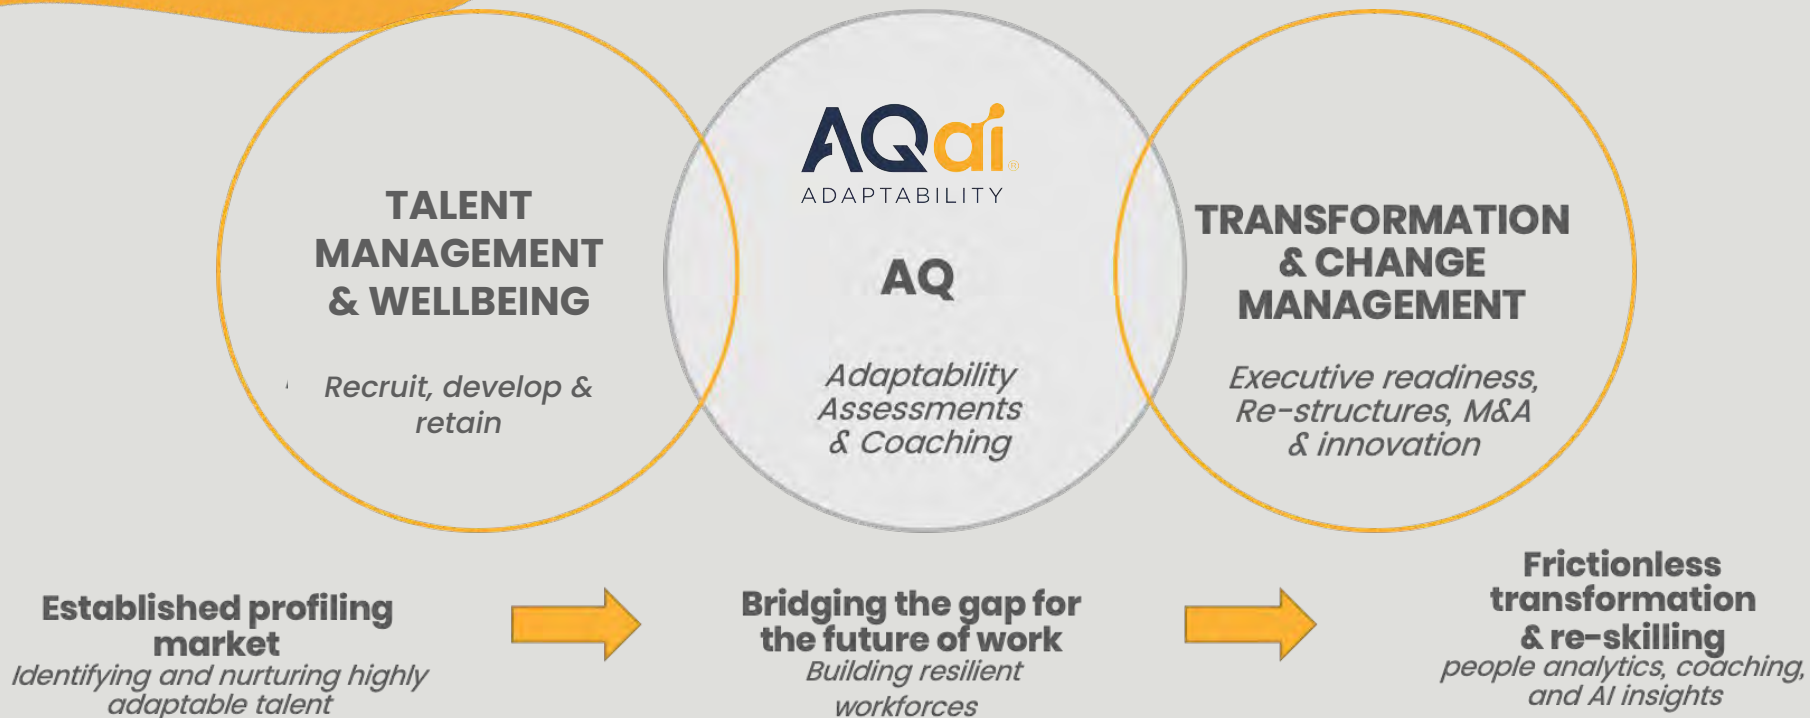 TALENT
MANAGEMENT
& WELLBEING
Recruit, develop &
retain
AQai®
ADAPTABILITY
AQ
Adaptability
Assessments
& Coaching
TRANSFORMATION
& CHANGE
MANAGEMENT
Executive readiness,
Re-structures, M&A
& innovation
Established profiling
market
Identifying and nurturing highly
adaptable talent
Bridging the gap for
the future of work
Building resilient
workforces
Frictionless
transformation
& re-skilling
people analytics, coaching,
and AI insights